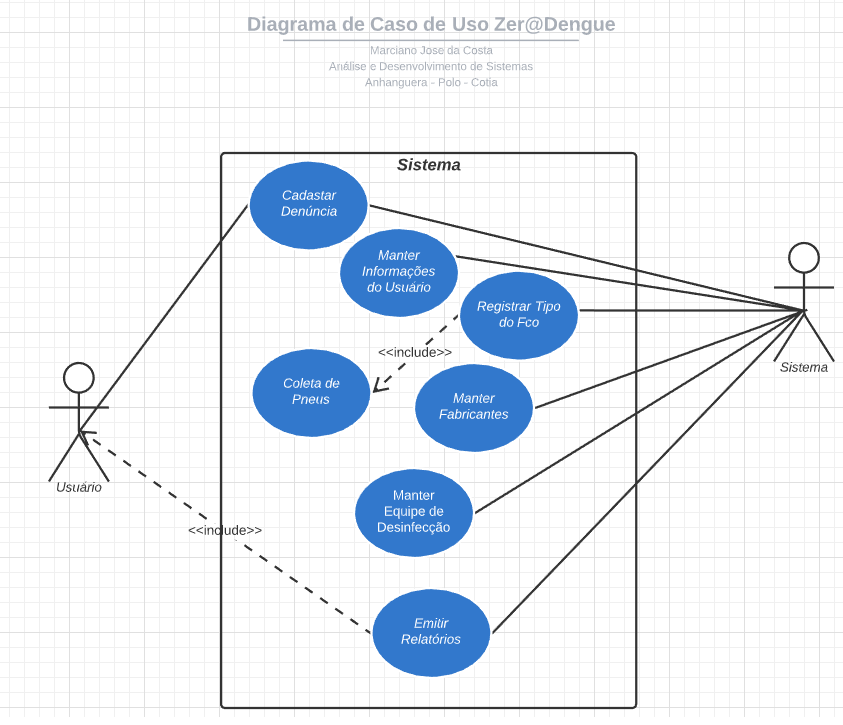 Diagrama de Caso de Uso Zer@Dengue
Marciano Jose da Costa
Análise e Desenvolvimento de Sistemas
Anhanguera - Polo - Cotia
Sistema
Cadastar
Denúncia
Manter
Informações
do Usuário
Registrar Tipo
do Fco
<<include>>
Coleta de
Pneus
Manter
Fabricantes
Sistema
Usuário
Manter
Equipe de
Desinfecção
<<include>>
Emitir
Relatórios